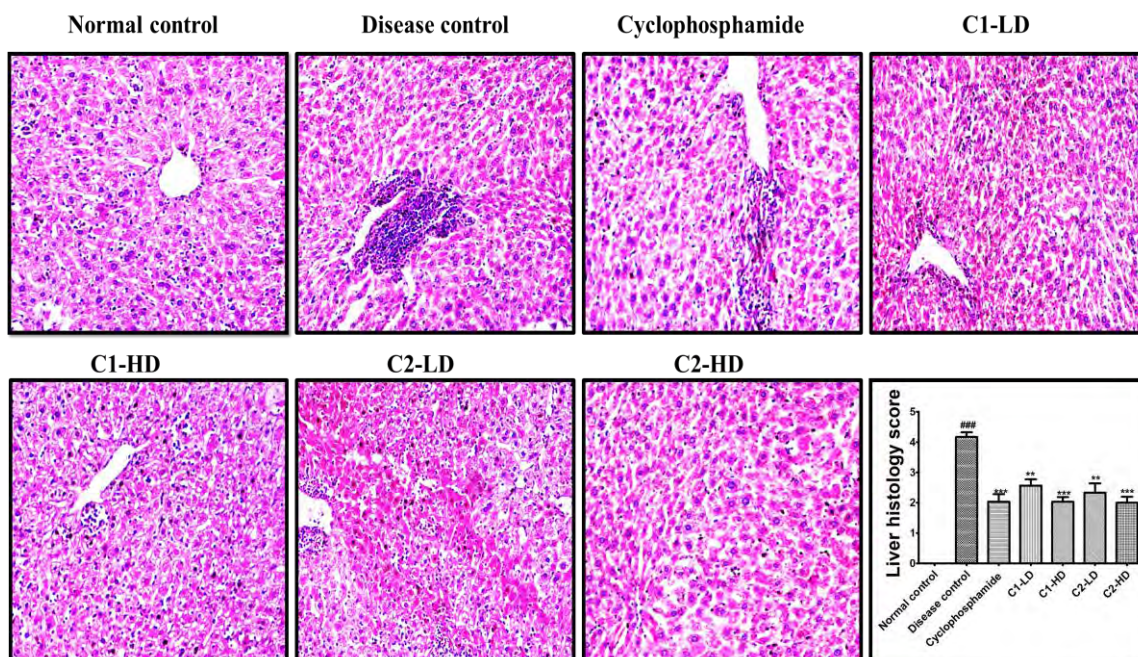 Normal control
Disease control
Cyclophosphamide
C1-LD
C1-HD
C2-LD
C2-HD
Liver histology score
5
4
3
2
1
0
###
***
**
***
**
***
Normal control
Disease control
Cyclophosphamide
C1-LD
C1-HD
C2-LD
C2-HD